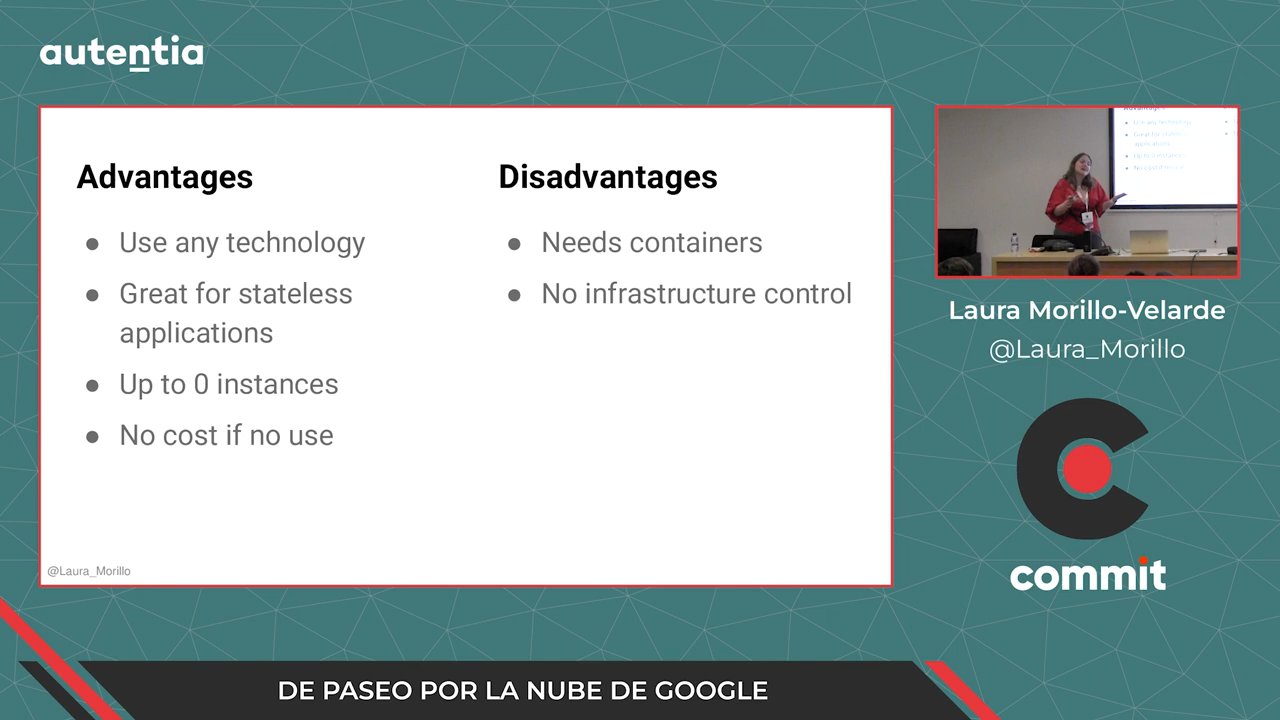 autentia
Advantages
● Use any technology
● Great for stateless
applications
● Up to 0 instances
● No cost if no use
Disadvantages
● Needs containers
● No infrastructure control
@Laura_Morillo
Laura Morillo-Velarde
@Laura_Morillo
commit
DE PASEO POR LA NUBE DE GOOGLE